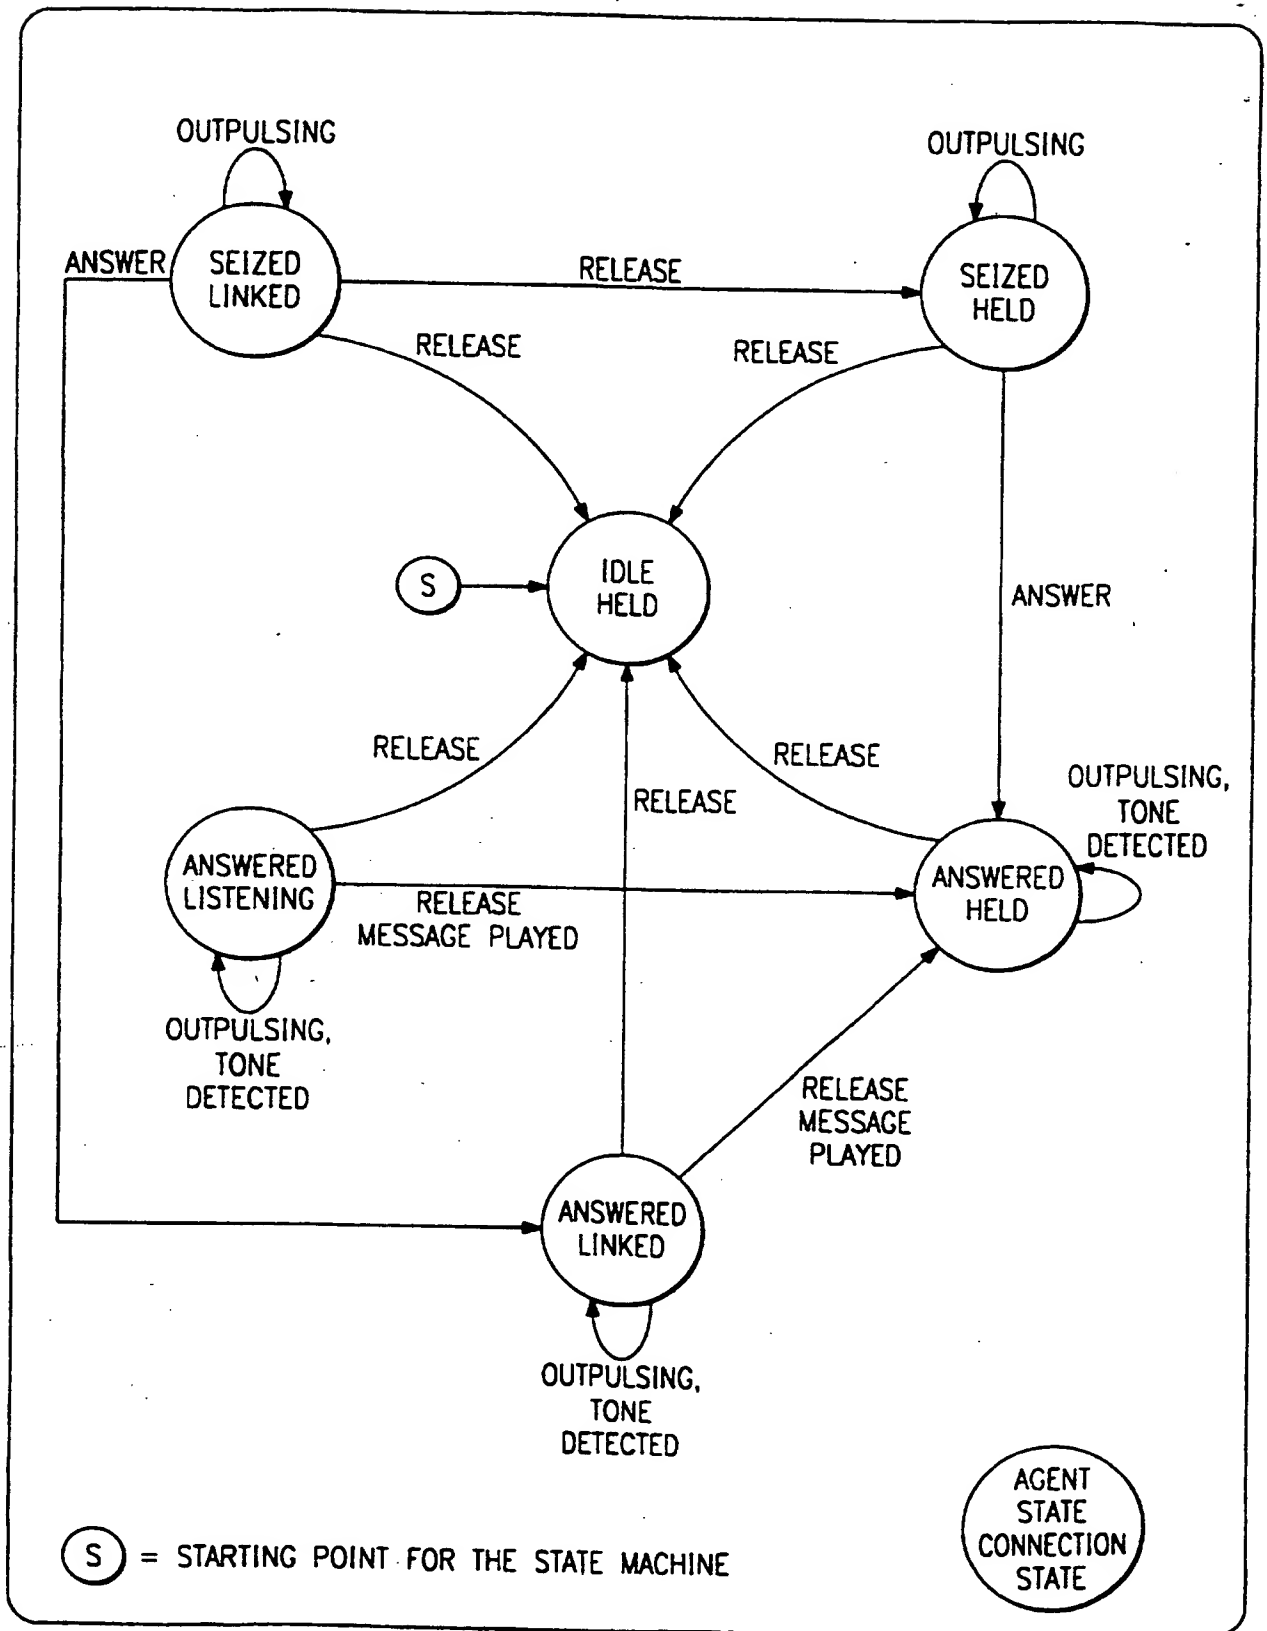 OUTPULSING
OUTPULSING
ANSWER
SEIZED
LINKED
RELEASE
SEIZED
HELD
RELEASE
RELEASE
S
IDLE
HELD
ANSWER
RELEASE
RELEASE
RELEASE
OUTPULSING,
TONE
DETECTED
ANSWERED
LISTENING
RELEASE
MESSAGE PLAYED
ANSWERED
HELD
OUTPULSING,
TONE
DETECTED
RELEASE
MESSAGE
PLAYED
ANSWERED
LINKED
OUTPULSING,
TONE
DETECTED
AGENT
STATE
CONNECTION
STATE
S = STARTING POINT FOR THE STATE MACHINE